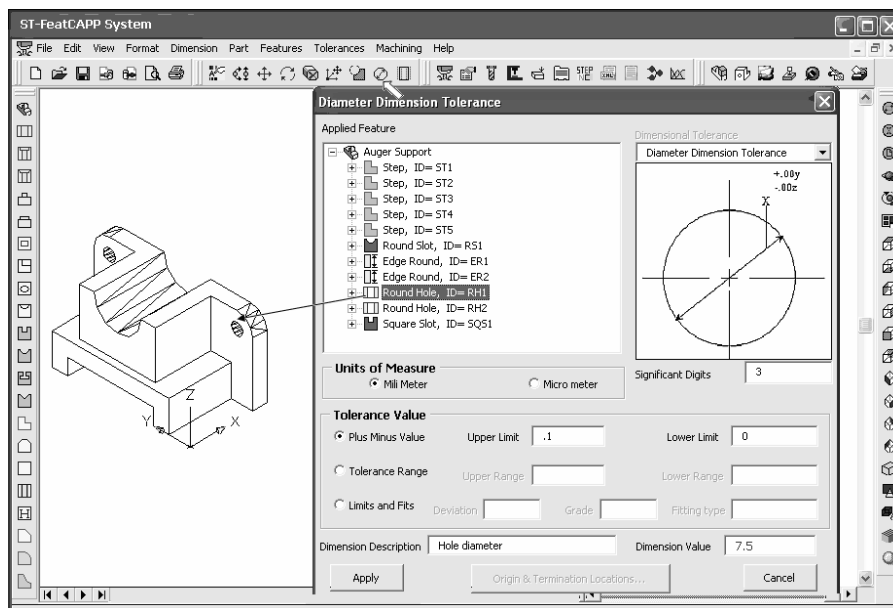 ST-FeatCAPP System
File Edit View Format Dimension Part Features Tolerances Machining Help
Diameter Dimension Tolerance
Applied Feature
Auger Support
Step, ID= ST1
Step, ID= ST2
Step, ID= ST3
Step, ID= ST4
Step, ID= ST5
Round Slot, ID= RS1
Edge Round, ID= ER1
Edge Round, ID= ER2
Round Hole, ID= RH1
Round Hole, ID= RH2
Square Slot, ID= SQS1
Dimensional Tolerance
Diameter Dimension Tolerance
+.00y
-.00z
X
Z
Y
X
Units of Measure
Mili Meter Micro meter
Significant Digits 3
Tolerance Value
Plus Minus Value Upper Limit .1 Lower Limit 0
Tolerance Range Upper Range Lower Range
Limits and Fits Deviation Grade Fitting type
Dimension Description Hole diameter Dimension Value 7.5
Apply Origin & Termination Locations... Cancel